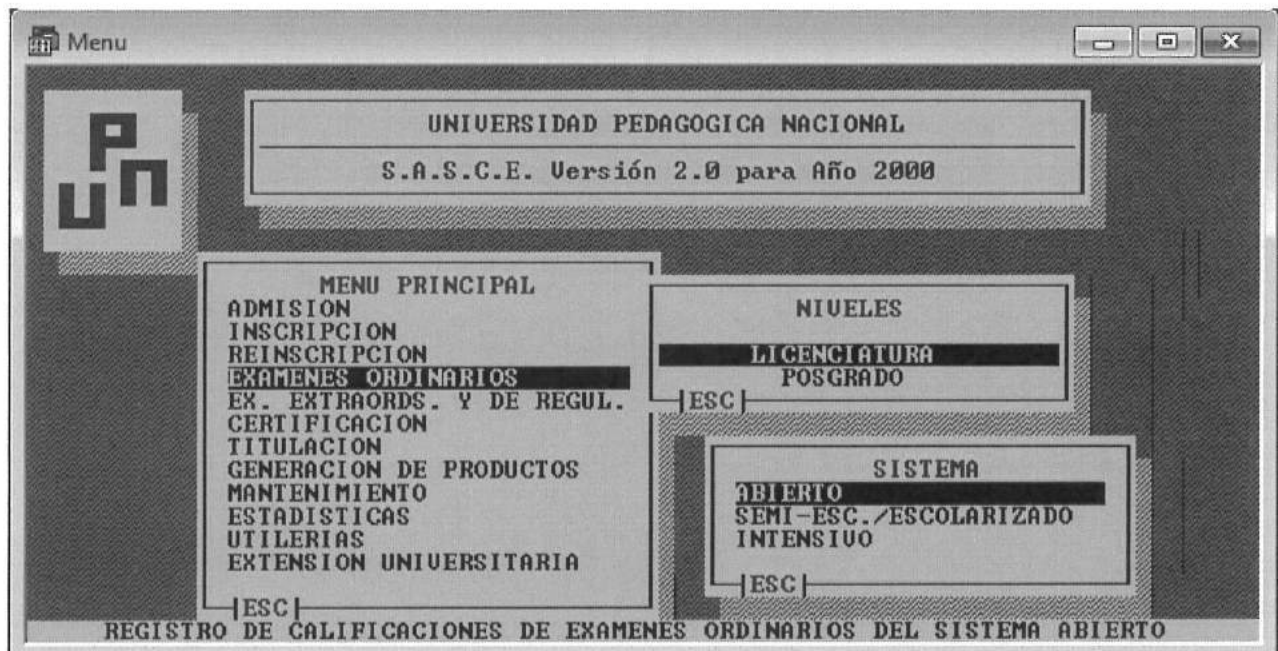 Menu
UPN
UNIVERSIDAD PEDAGOGICA NACIONAL
S.A.S.C.E. Versión 2.0 para Año 2000
MENU PRINCIPAL
ADMISION
INSCRIPCION
REINSCRIPCION
EXAMENES ORDINARIOS
EX. EXTRAORDS. Y DE REGUL.
CERTIFICACION
TITULACION
GENERACION DE PRODUCTOS
MANTENIMIENTO
ESTADISTICAS
UTILERIAS
EXTENSION UNIVERSITARIA
ESC
NIVELES
LICENCIATURA
POSGRADO
ESC
SISTEMA
ABIERTO
SEMI-ESC./ESCOLARIZADO
INTENSIVO
ESC
REGISTRO DE CALIFICACIONES DE EXAMENES ORDINARIOS DEL SISTEMA ABIERTO